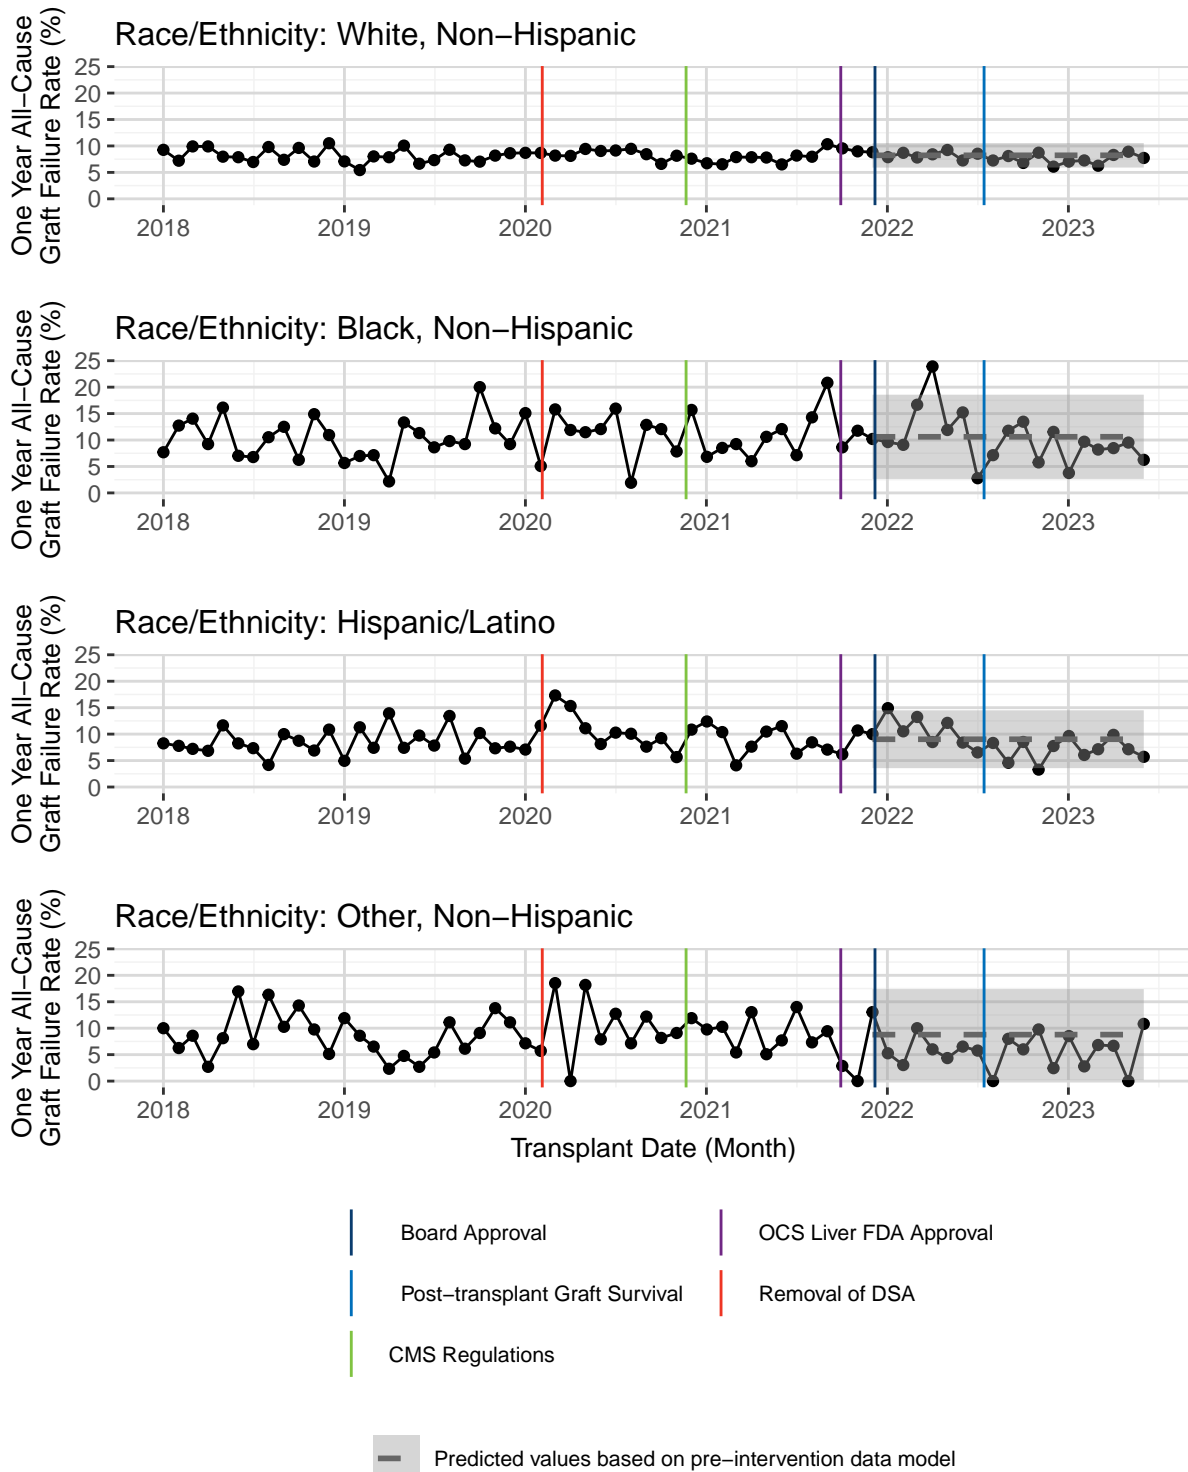 Race/Ethnicity: White, Non−Hispanic
One Year All−Cause
Graft Failure Rate (%)
25
20
15
10
5
0
2018 2019 2020 2021 2022 2023
Race/Ethnicity: Black, Non−Hispanic
One Year All−Cause
Graft Failure Rate (%)
25
20
15
10
5
0
2018 2019 2020 2021 2022 2023
Race/Ethnicity: Hispanic/Latino
One Year All−Cause
Graft Failure Rate (%)
25
20
15
10
5
0
2018 2019 2020 2021 2022 2023
Race/Ethnicity: Other, Non−Hispanic
One Year All−Cause
Graft Failure Rate (%)
25
20
15
10
5
0
2018 2019 2020 2021 2022 2023
Transplant Date (Month)
Board Approval
OCS Liver FDA Approval
Post−transplant Graft Survival
Removal of DSA
CMS Regulations
Predicted values based on pre−intervention data model